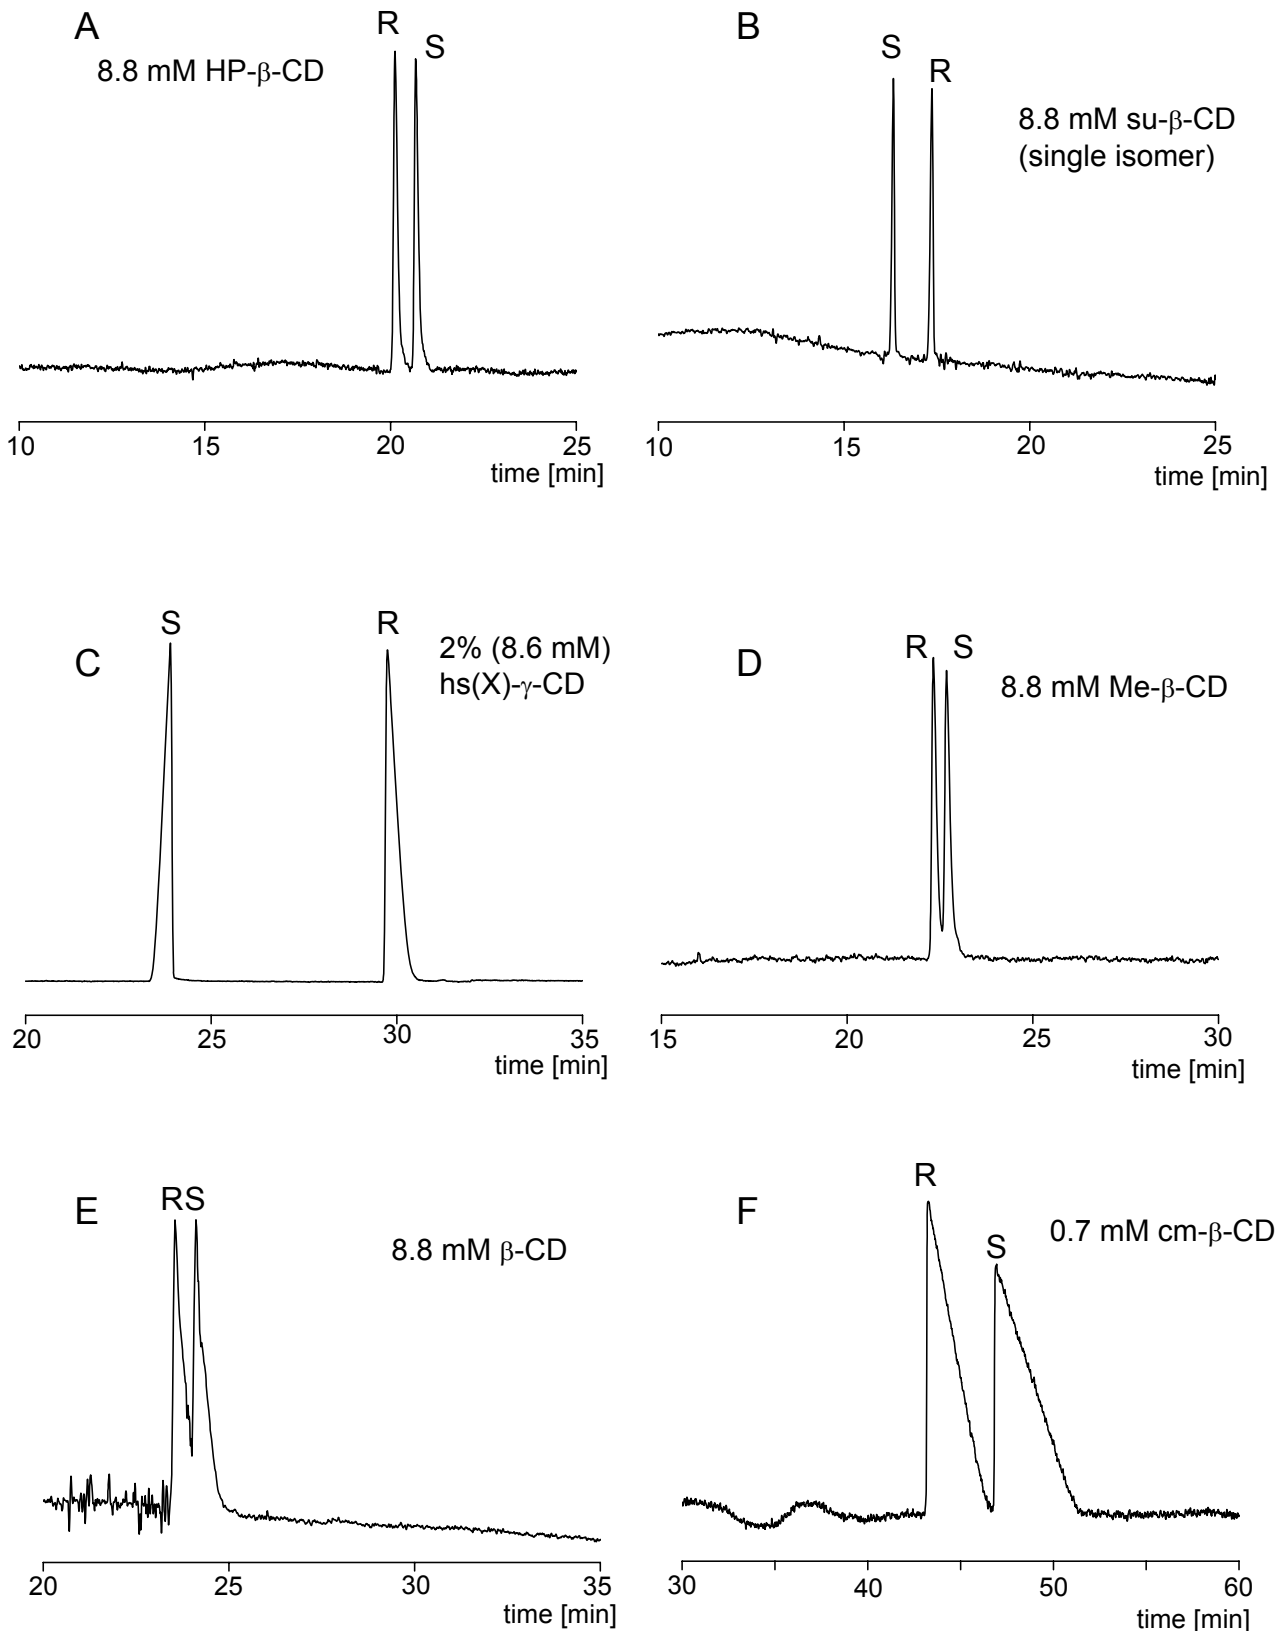 A
R
S
8.8 mM HP-β-CD
10 15 20 25
time [min]
B
S
R
8.8 mM su-β-CD
(single isomer)
10 15 20 25
time [min]
C
S
R
2% (8.6 mM)
hs(X)-γ-CD
20 25 30 35
time [min]
D
R S
8.8 mM Me-β-CD
15 20 25 30
time [min]
E
RS
8.8 mM β-CD
20 25 30 35
time [min]
F
R
S
0.7 mM cm-β-CD
30 40 50 60
time [min]